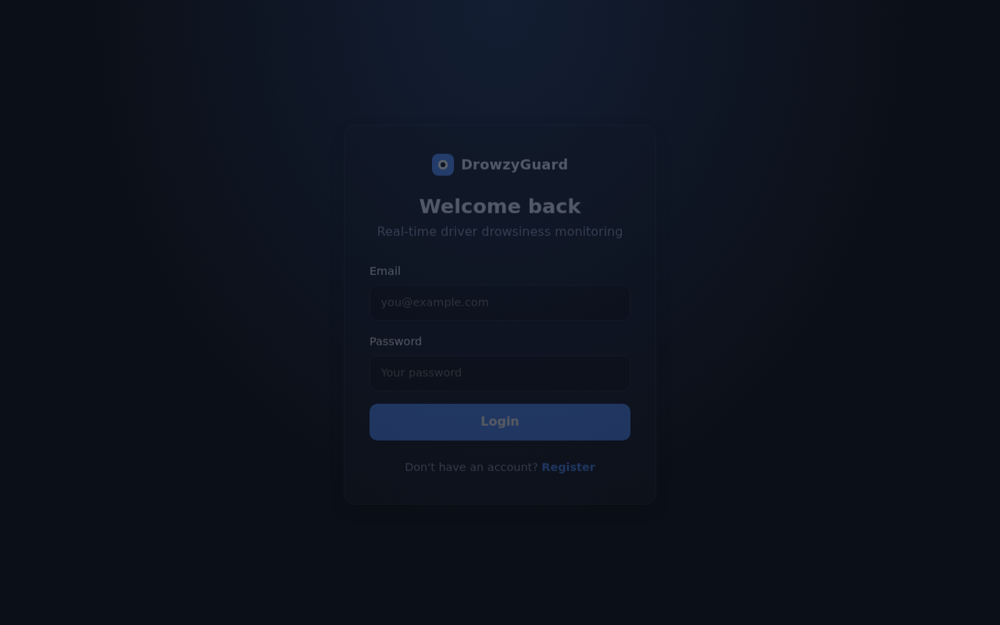 DrowzyGuard
Welcome back
Real-time driver drowsiness monitoring
Email
you@example.com
Password
Your password
Login
Don't have an account? Register